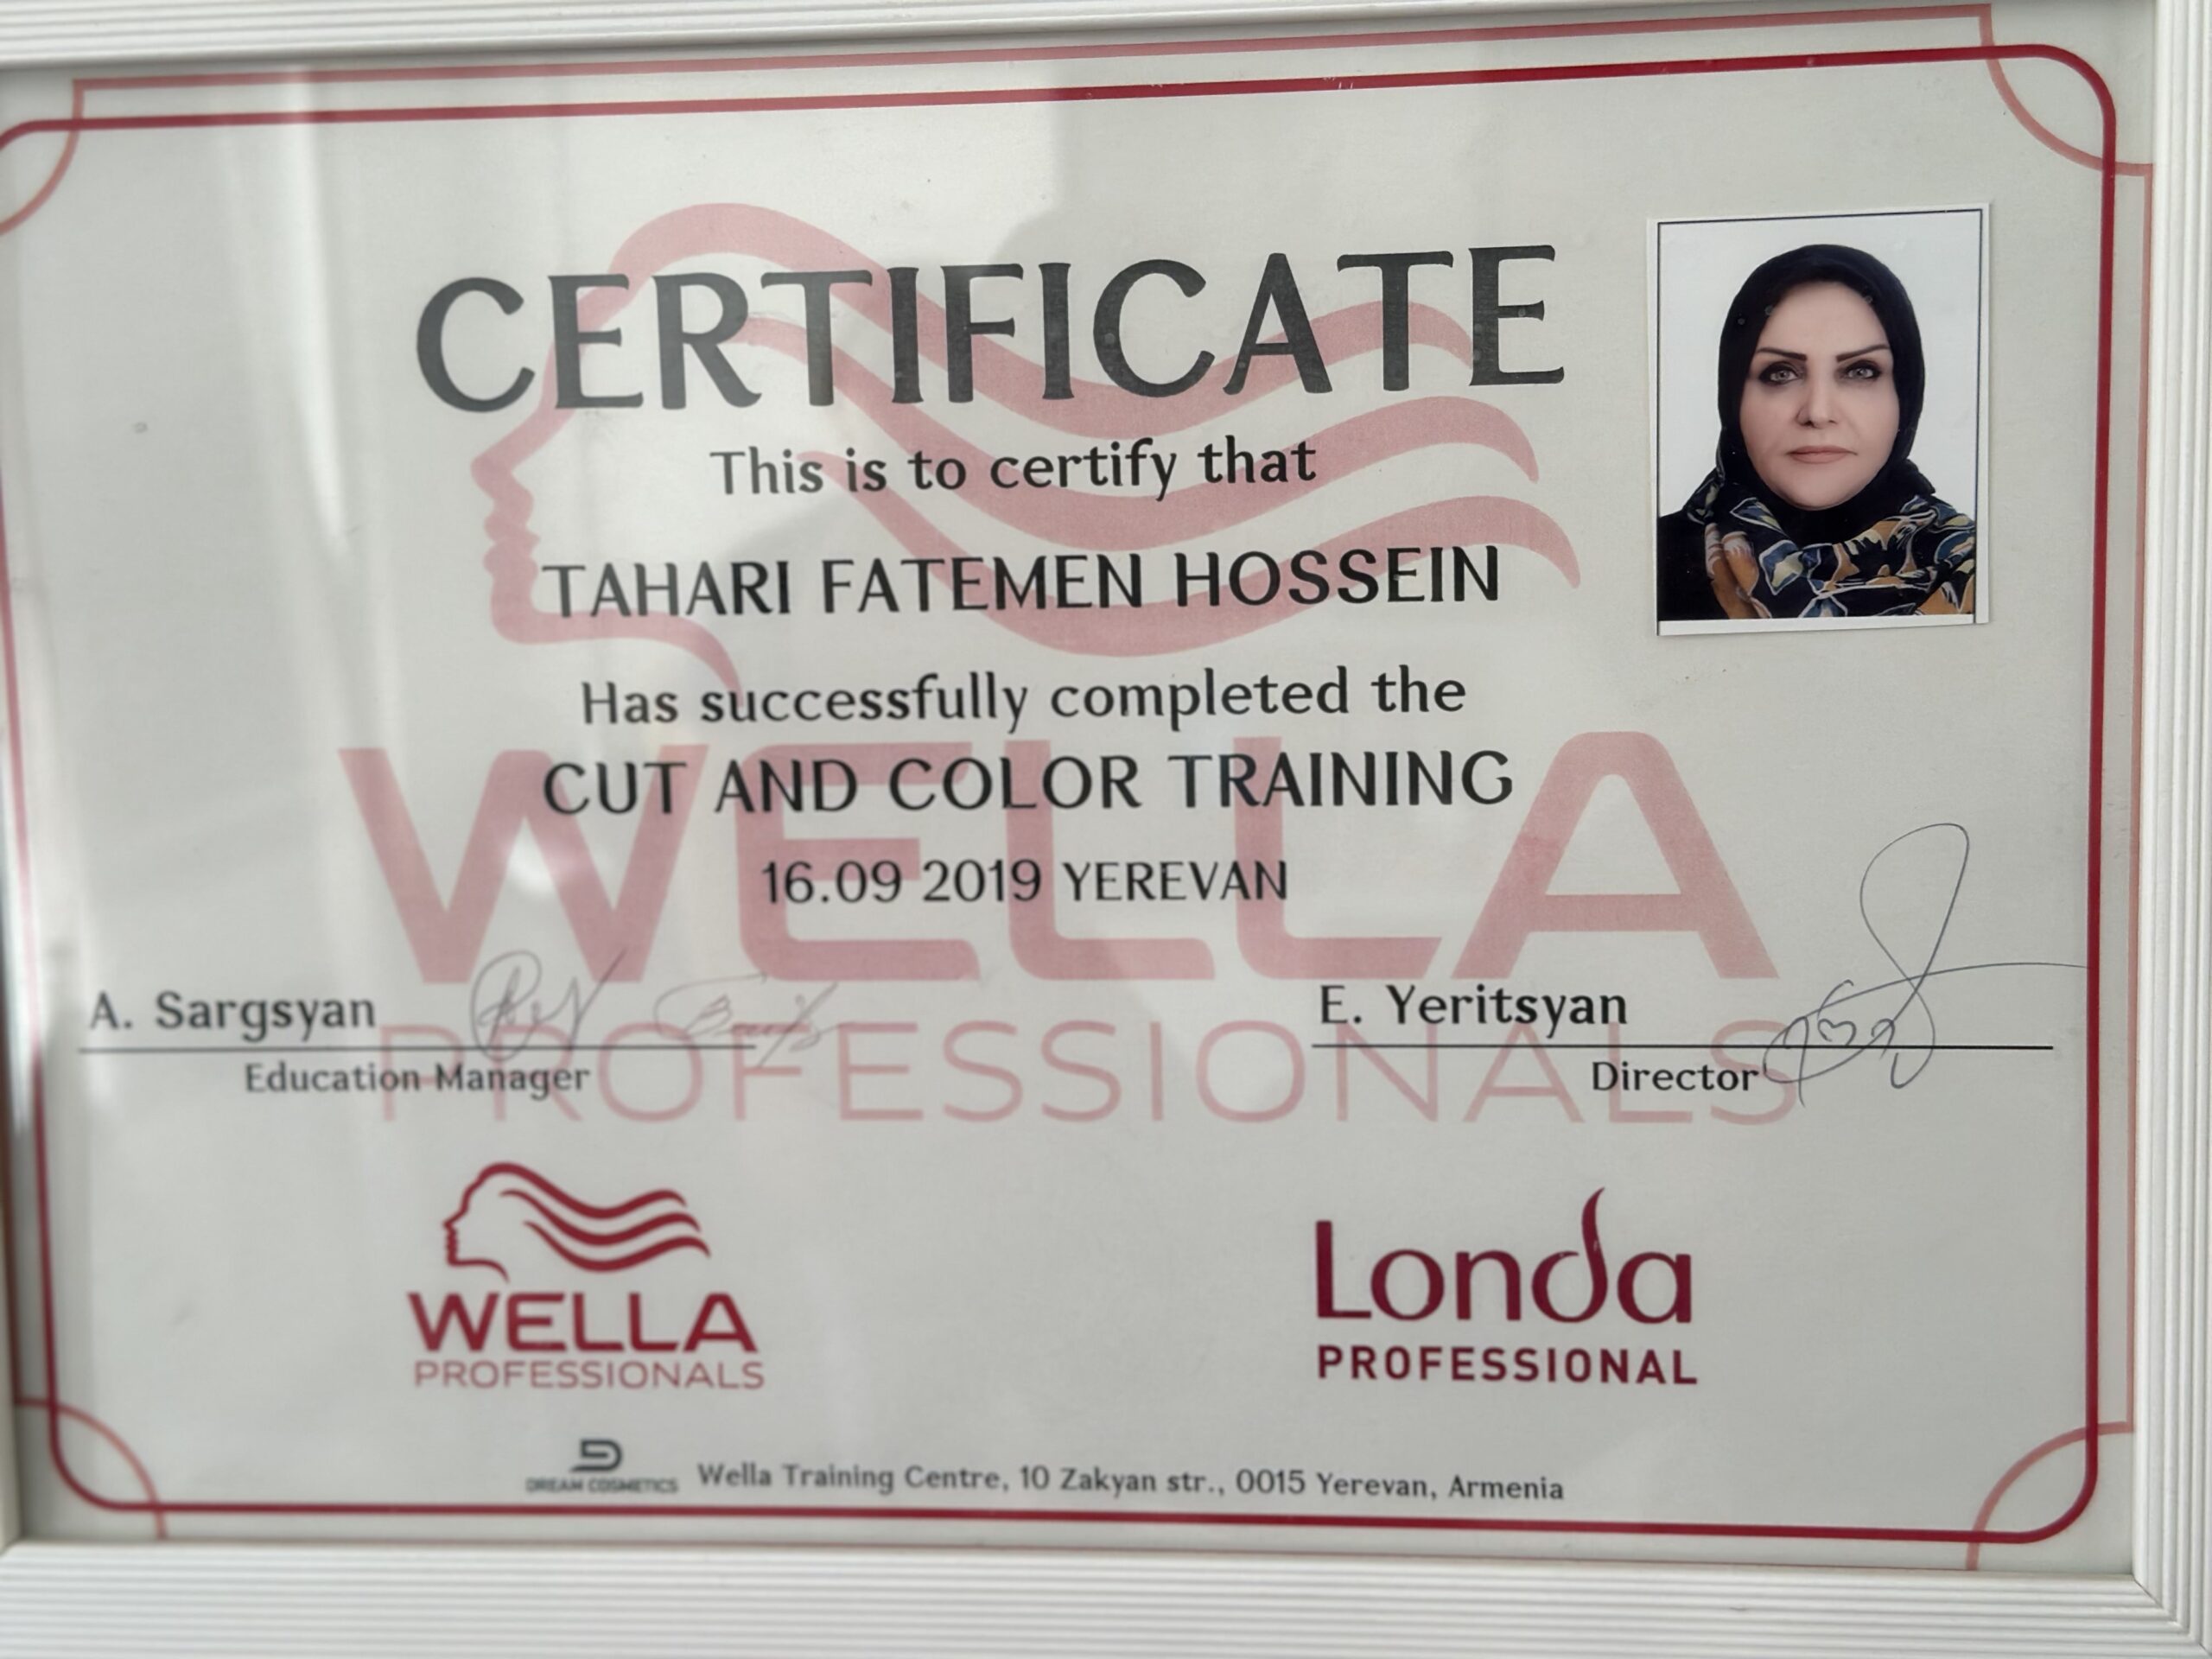 CERTIFICATE
This is to certify that
TAHARI FATEMEN HOSSEIN
Has successfully completed the
CUT AND COLOR TRAINING
16.09 2019 YEREVAN
WELLA
PROFESSIONALS
A. Sargsyan
Education Manager
E. Yeritsyan
Director
WELLA
PROFESSIONALS
Londa
PROFESSIONAL
DREAM COSMETICS
Wella Training Centre, 10 Zakyan str., 0015 Yerevan, Armenia